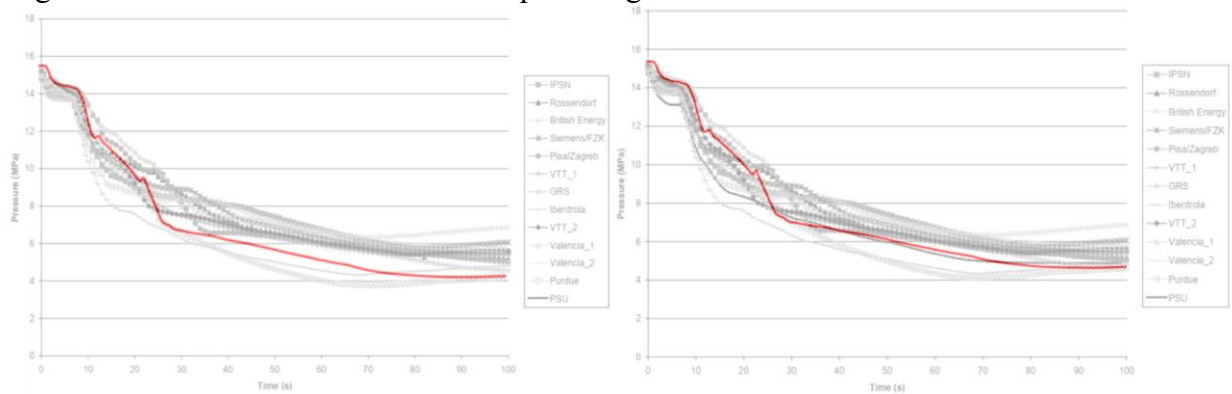 18
16
14
12
10
8
6
4
2
0
Pressure (MPa)
0 10 20 30 40 50 60 70 80 90 100
Time (s)
IPSN
Rossendorf
British Energy
Siemens/FZK
Pisa/Zagreb
VTT_1
GRS
Iberdrola
VTT_2
Valencia_1
Valencia_2
Purdue
PSU
18
16
14
12
10
8
6
4
2
0
Pressure (MPa)
0 10 20 30 40 50 60 70 80 90 100
Time (s)
IPSN
Rossendorf
British Energy
Siemens/FZK
Pisa/Zagreb
VTT_1
GRS
Iberdrola
VTT_2
Valencia_1
Valencia_2
Purdue
PSU